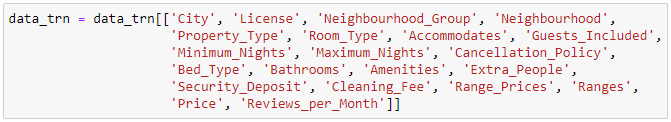 data_trn = data_trn[['City', 'License', 'Neighbourhood_Group', 'Neighbourhood',
'Property_Type', 'Room_Type', 'Accommodates', 'Guests_Included',
'Minimum_Nights', 'Maximum_Nights', 'Cancellation_Policy',
'Bed_Type', 'Bathrooms', 'Amenities', 'Extra_People',
'Security_Deposit', 'Cleaning_Fee', 'Range_Prices', 'Ranges',
'Price', 'Reviews_per_Month']]